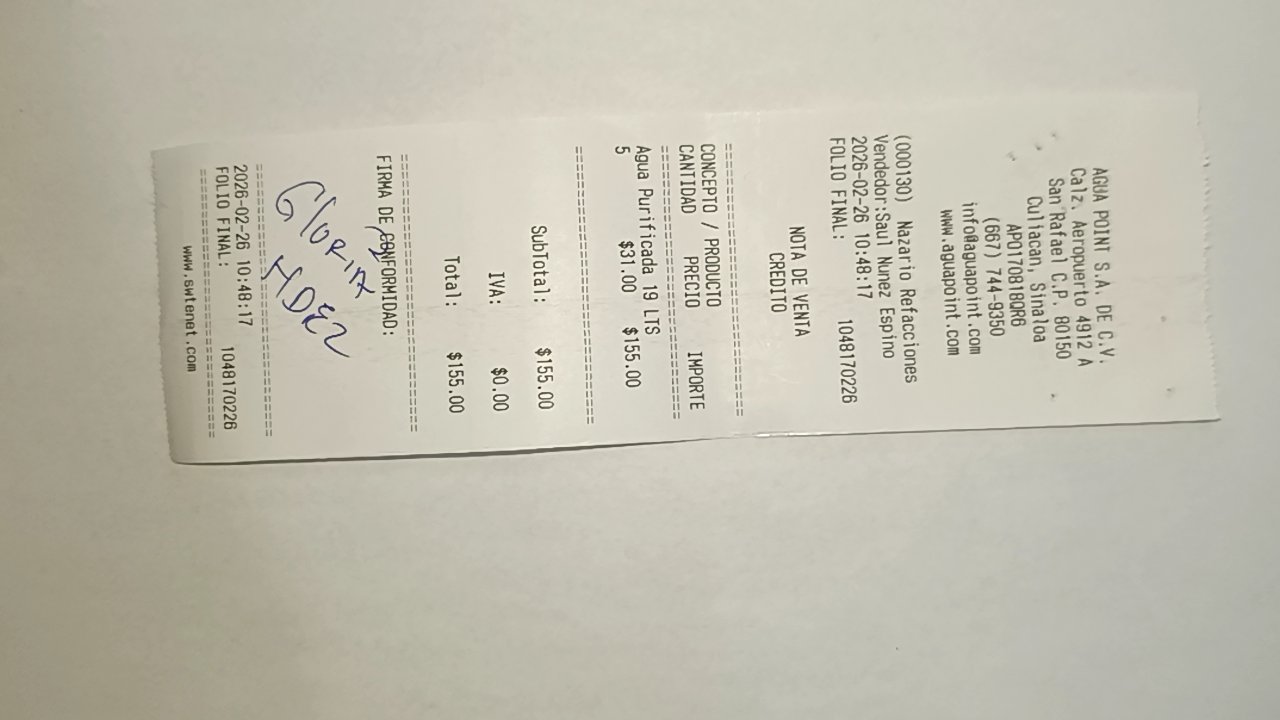 AGUA POINT S.A. DE C.V.
Calz. Aeropuerto 4912 A
San Rafael C.P. 80150
Culiacan, Sinaloa
APO170818QR6
(667) 744-9350
info@aguapoint.com
www.aguapoint.com
(000130) Nazario Refacciones
Vendedor:Saul Nunez Espino
2026-02-26 10:48:17
FOLIO FINAL: 1048170226
NOTA DE VENTA
CREDITO
==============================
CONCEPTO / PRODUCTO
CANTIDAD PRECIO IMPORTE
==============================
Agua Purificada 19 LTS
5 $31.00 $155.00
==============================
SubTotal: $155.00
IVA: $0.00
Total: $155.00
==============================
FIRMA DE CONFORMIDAD:
GlORIA
HDEZ
==============================
2026-02-26 10:48:17
FOLIO FINAL: 1048170226
==============================
www.swtenet.com